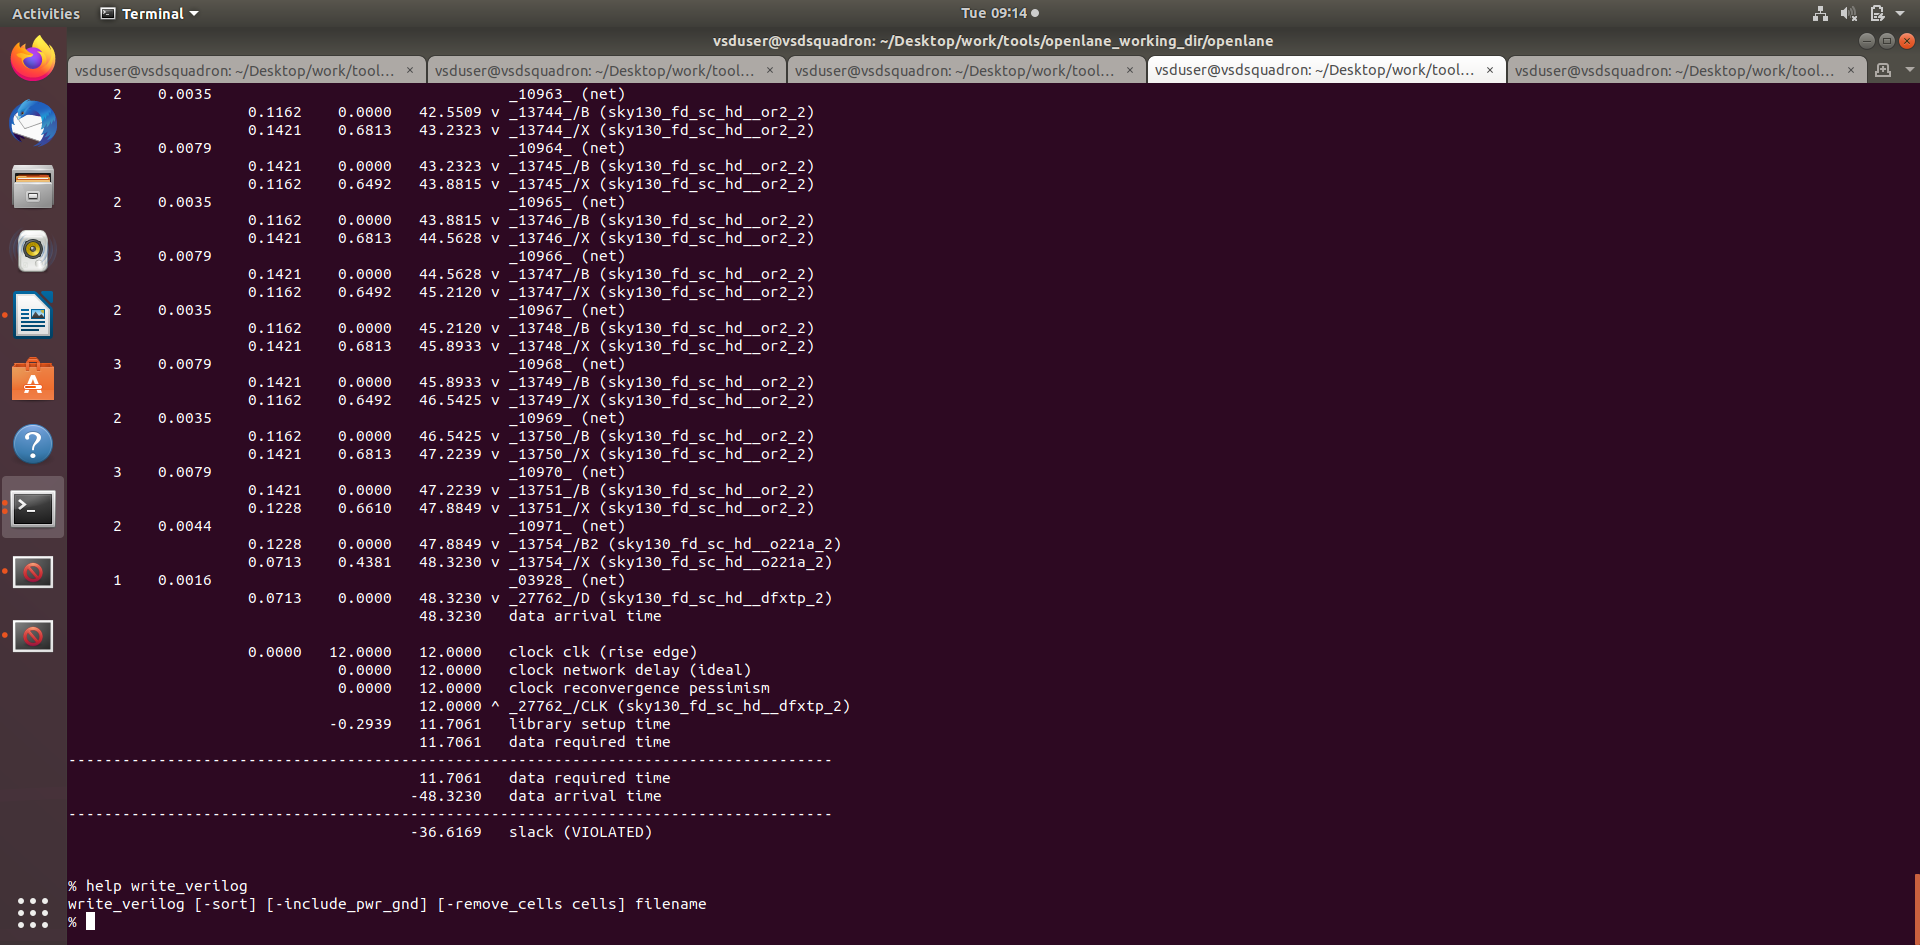 Activities Terminal Tue 09:14
vsduser@vsdsquadron: ~/Desktop/work/tools/openlane_working_dir/openlane
vsduser@vsdsquadron: ~/Desktop/work/tool... × vsduser@vsdsquadron: ~/Desktop/work/tool... × vsduser@vsdsquadron: ~/Desktop/work/tool... × vsduser@vsdsquadron: ~/Desktop/work/tool... × vsduser@vsdsquadron: ~/Desktop/work/tool... ×
2 0.0035 _10963_ (net)
0.1162 0.0000 42.5509 v _13744_/B (sky130_fd_sc_hd__or2_2)
0.1421 0.6813 43.2323 v _13744_/X (sky130_fd_sc_hd__or2_2)
3 0.0079 _10964_ (net)
0.1421 0.0000 43.2323 v _13745_/B (sky130_fd_sc_hd__or2_2)
0.1162 0.6492 43.8815 v _13745_/X (sky130_fd_sc_hd__or2_2)
2 0.0035 _10965_ (net)
0.1162 0.0000 43.8815 v _13746_/B (sky130_fd_sc_hd__or2_2)
0.1421 0.6813 44.5628 v _13746_/X (sky130_fd_sc_hd__or2_2)
3 0.0079 _10966_ (net)
0.1421 0.0000 44.5628 v _13747_/B (sky130_fd_sc_hd__or2_2)
0.1162 0.6492 45.2120 v _13747_/X (sky130_fd_sc_hd__or2_2)
2 0.0035 _10967_ (net)
0.1162 0.0000 45.2120 v _13748_/B (sky130_fd_sc_hd__or2_2)
0.1421 0.6813 45.8933 v _13748_/X (sky130_fd_sc_hd__or2_2)
3 0.0079 _10968_ (net)
0.1421 0.0000 45.8933 v _13749_/B (sky130_fd_sc_hd__or2_2)
0.1162 0.6492 46.5425 v _13749_/X (sky130_fd_sc_hd__or2_2)
2 0.0035 _10969_ (net)
0.1162 0.0000 46.5425 v _13750_/B (sky130_fd_sc_hd__or2_2)
0.1421 0.6813 47.2239 v _13750_/X (sky130_fd_sc_hd__or2_2)
3 0.0079 _10970_ (net)
0.1421 0.0000 47.2239 v _13751_/B (sky130_fd_sc_hd__or2_2)
0.1228 0.6610 47.8849 v _13751_/X (sky130_fd_sc_hd__or2_2)
2 0.0044 _10971_ (net)
0.1228 0.0000 47.8849 v _13754_/B2 (sky130_fd_sc_hd__o221a_2)
0.0713 0.4381 48.3230 v _13754_/X (sky130_fd_sc_hd__o221a_2)
1 0.0016 _03928_ (net)
0.0713 0.0000 48.3230 v _27762_/D (sky130_fd_sc_hd__dfxtp_2)
48.3230 data arrival time
0.0000 12.0000 12.0000 clock clk (rise edge)
0.0000 12.0000 clock network delay (ideal)
0.0000 12.0000 clock reconvergence pessimism
12.0000 ^ _27762_/CLK (sky130_fd_sc_hd__dfxtp_2)
-0.2939 11.7061 library setup time
11.7061 data required time
-------------------------------------------------------------------------------------
11.7061 data required time
-48.3230 data arrival time
-------------------------------------------------------------------------------------
-36.6169 slack (VIOLATED)
% help write_verilog
write_verilog [-sort] [-include_pwr_gnd] [-remove_cells cells] filename
%